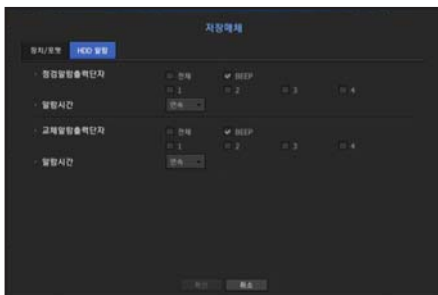 저장매체
장치/포맷 HDD 알람
· 점검알람출력단자 전체 BEEP
1 2 3 4
· 알람시간 연속
· 교체알람출력단자 전체 BEEP
1 2 3 4
· 알람시간 연속
확인 취소